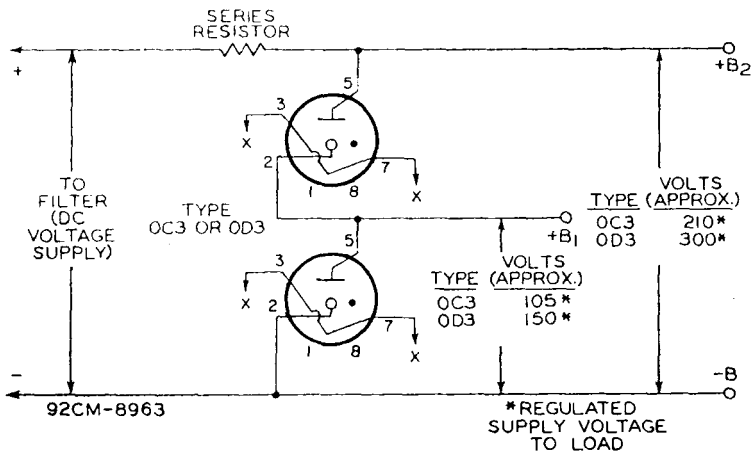 SERIES
RESISTOR
+
+B2
5
3
X
2
1
8
7
X
TO
FILTER
(DC
VOLTAGE
SUPPLY)
TYPE
OC3 OR OD3
+B1
VOLTS
TYPE (APPROX.)
OC3 210*
OD3 300*
5
3
X
2
1
8
7
X
VOLTS
TYPE (APPROX.)
OC3 105*
OD3 150*
-
-B
92CM-8963
*REGULATED
SUPPLY VOLTAGE
TO LOAD